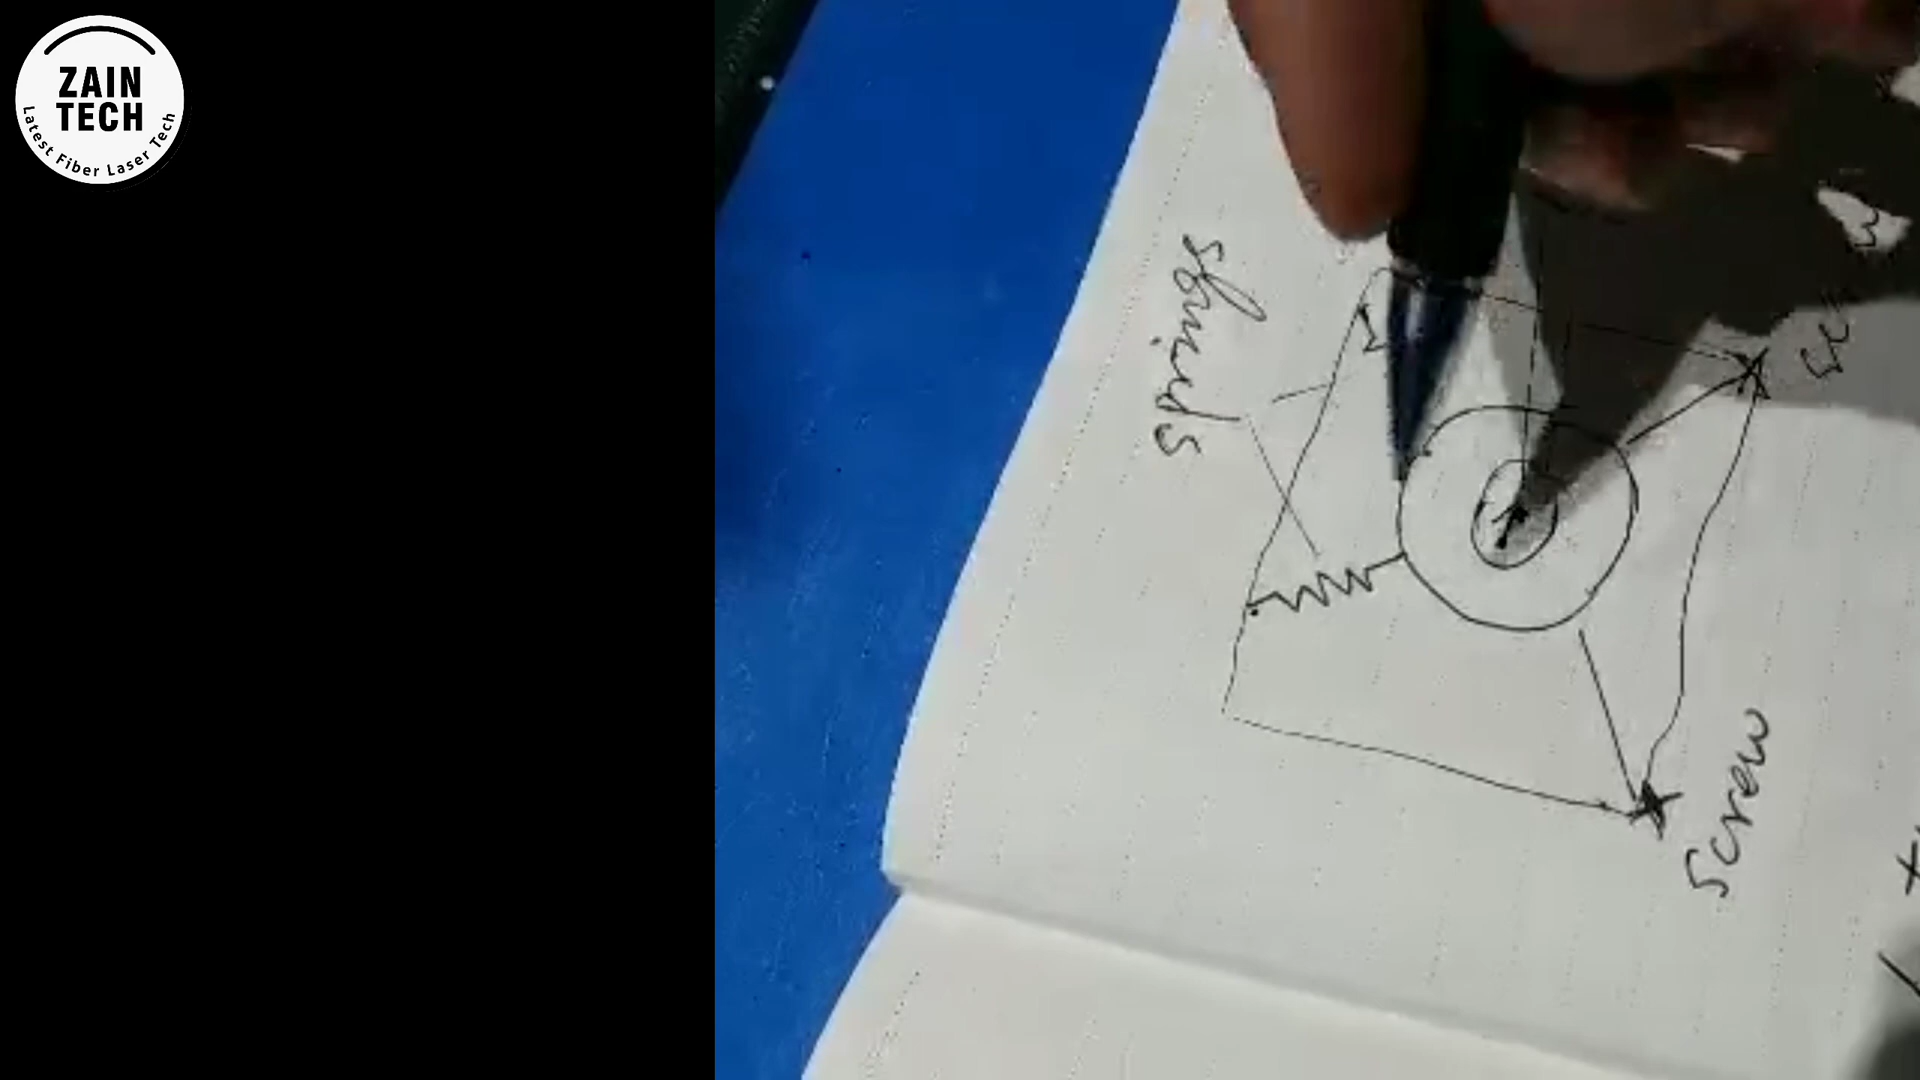 ZAIN
TECH
Latest Fiber Laser Tech
springs
screw